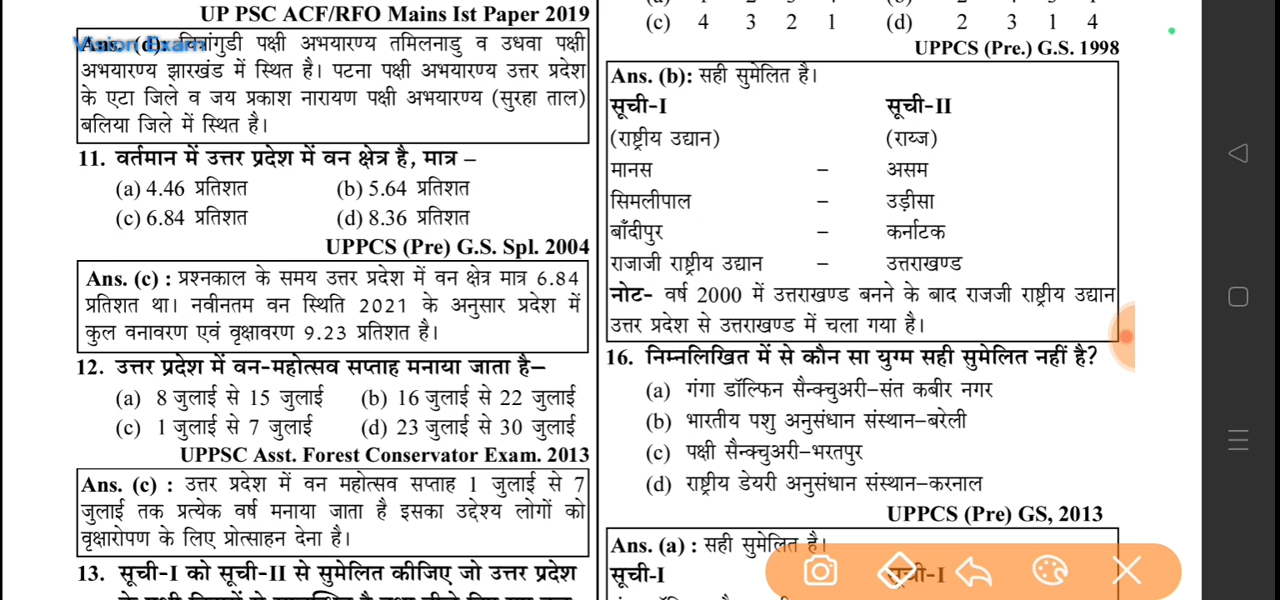 UP PSC ACF/RFO Mains Ist Paper 2019
Vision Exam
Ans. (d): चित्रांगुडी पक्षी अभयारण्य तमिलनाडु व उधवा पक्षी
अभयारण्य झारखंड में स्थित है। पटना पक्षी अभयारण्य उत्तर प्रदेश
के एटा जिले व जय प्रकाश नारायण पक्षी अभयारण्य (सुरहा ताल)
बलिया जिले में स्थित है।
11. वर्तमान में उत्तर प्रदेश में वन क्षेत्र है, मात्र –
(a) 4.46 प्रतिशत (b) 5.64 प्रतिशत
(c) 6.84 प्रतिशत (d) 8.36 प्रतिशत
UPPCS (Pre) G.S. Spl. 2004
Ans. (c) : प्रश्नकाल के समय उत्तर प्रदेश में वन क्षेत्र मात्र 6.84
प्रतिशत था। नवीनतम वन स्थिति 2021 के अनुसार प्रदेश में
कुल वनावरण एवं वृक्षावरण 9.23 प्रतिशत है।
12. उत्तर प्रदेश में वन-महोत्सव सप्ताह मनाया जाता है–
(a) 8 जुलाई से 15 जुलाई (b) 16 जुलाई से 22 जुलाई
(c) 1 जुलाई से 7 जुलाई (d) 23 जुलाई से 30 जुलाई
UPPSC Asst. Forest Conservator Exam. 2013
Ans. (c) : उत्तर प्रदेश में वन महोत्सव सप्ताह 1 जुलाई से 7
जुलाई तक प्रत्येक वर्ष मनाया जाता है इसका उद्देश्य लोगों को
वृक्षारोपण के लिए प्रोत्साहन देना है।
13. सूची-I को सूची-II से सुमेलित कीजिए जो उत्तर प्रदेश
(c) 4 3 2 1 (d) 2 3 1 4
UPPCS (Pre.) G.S. 1998
Ans. (b): सही सुमेलित है।
सूची-I सूची-II
(राष्ट्रीय उद्यान) (राय्ज)
मानस – असम
सिमलीपाल – उड़ीसा
बाँदीपुर – कर्नाटक
राजाजी राष्ट्रीय उद्यान – उत्तराखण्ड
नोट- वर्ष 2000 में उत्तराखण्ड बनने के बाद राजजी राष्ट्रीय उद्यान
उत्तर प्रदेश से उत्तराखण्ड में चला गया है।
16. निम्नलिखित में से कौन सा युग्म सही सुमेलित नहीं है?
(a) गंगा डॉल्फिन सैन्क्चुअरी–संत कबीर नगर
(b) भारतीय पशु अनुसंधान संस्थान–बरेली
(c) पक्षी सैन्क्चुअरी–भरतपुर
(d) राष्ट्रीय डेयरी अनुसंधान संस्थान–करनाल
UPPCS (Pre) GS, 2013
Ans. (a) : सही सुमेलित है।
सूची-I सूची-I